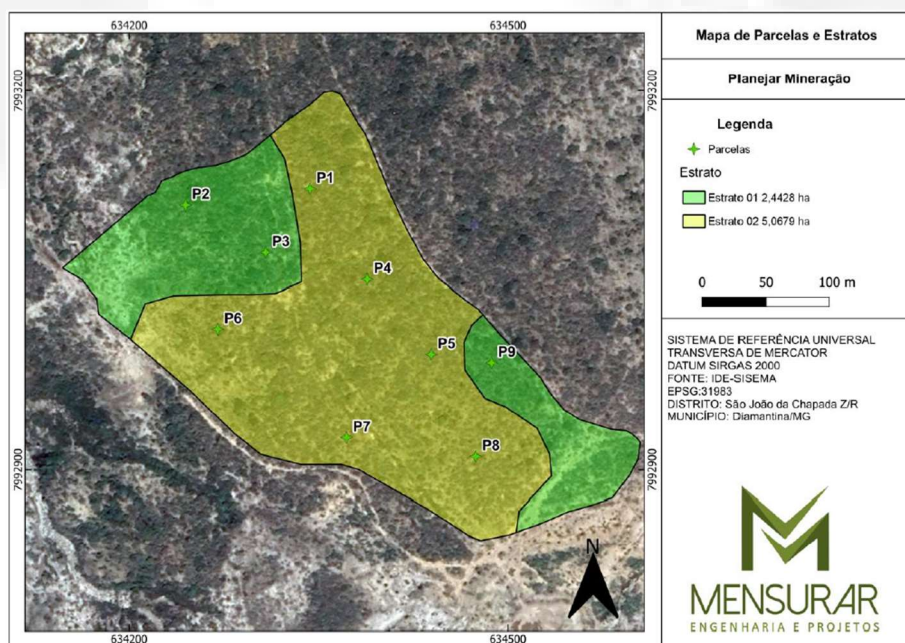 634200
634500
7993200
7993200
P1
P2
P3
P4
P5
P6
P7
P8
P9
7992900
7992900
N
634200
634500
Mapa de Parcelas e Estratos
Planejar Mineração
Legenda
Parcelas
Estrato
Estrato 01 2,4428 ha
Estrato 02 5,0679 ha
0 50 100 m
SISTEMA DE REFERÊNCIA UNIVERSAL
TRANSVERSA DE MERCATOR
DATUM SIRGAS 2000
FONTE: IDE-SISEMA
EPSG:31983
DISTRITO: São João da Chapada Z/R
MUNICÍPIO: Diamantina/MG
MENSURAR
ENGENHARIA E PROJETOS